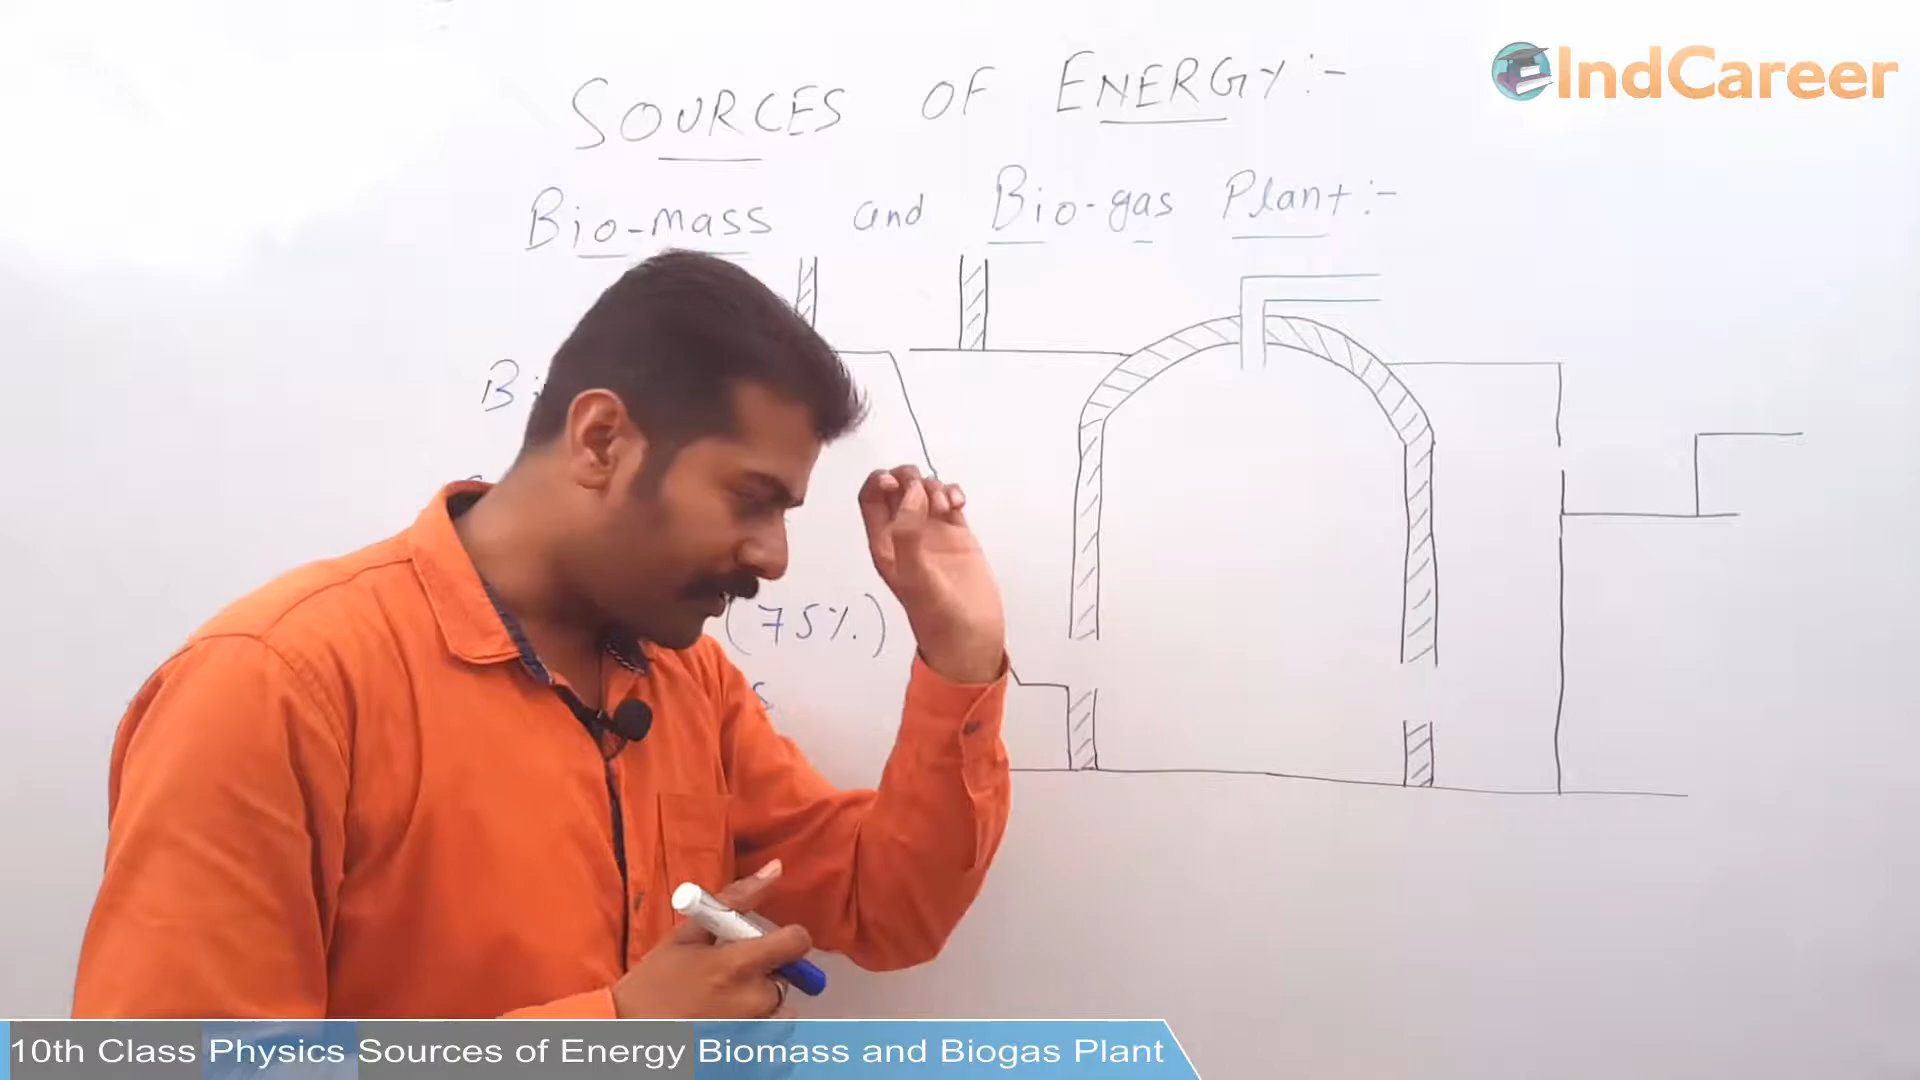 IndCareer
SOURCES OF ENERGY:-
Bio-mass and Bio-gas Plant:-
(75%.)
10th Class Physics Sources of Energy Biomass and Biogas Plant